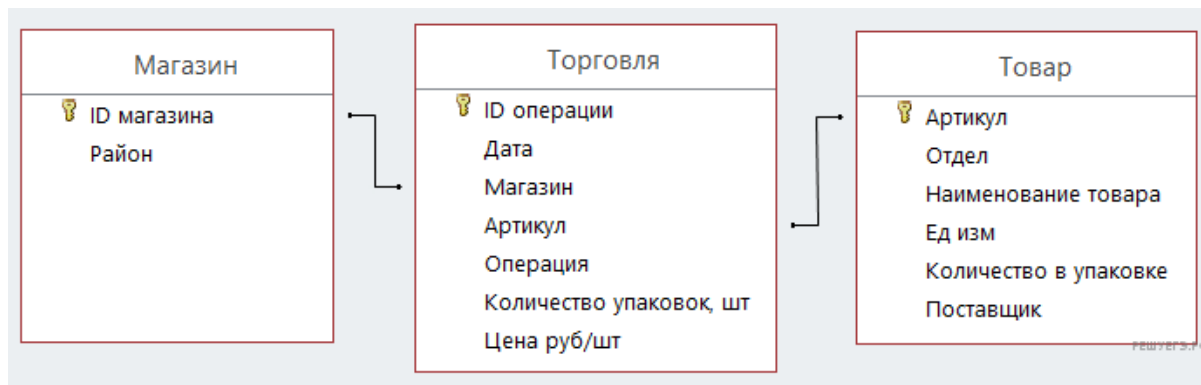 Магазин
ID магазина
Район
Торговля
ID операции
Дата
Магазин
Артикул
Операция
Количество упаковок, шт
Цена руб/шт
Товар
Артикул
Отдел
Наименование товара
Ед изм
Количество в упаковке
Поставщик